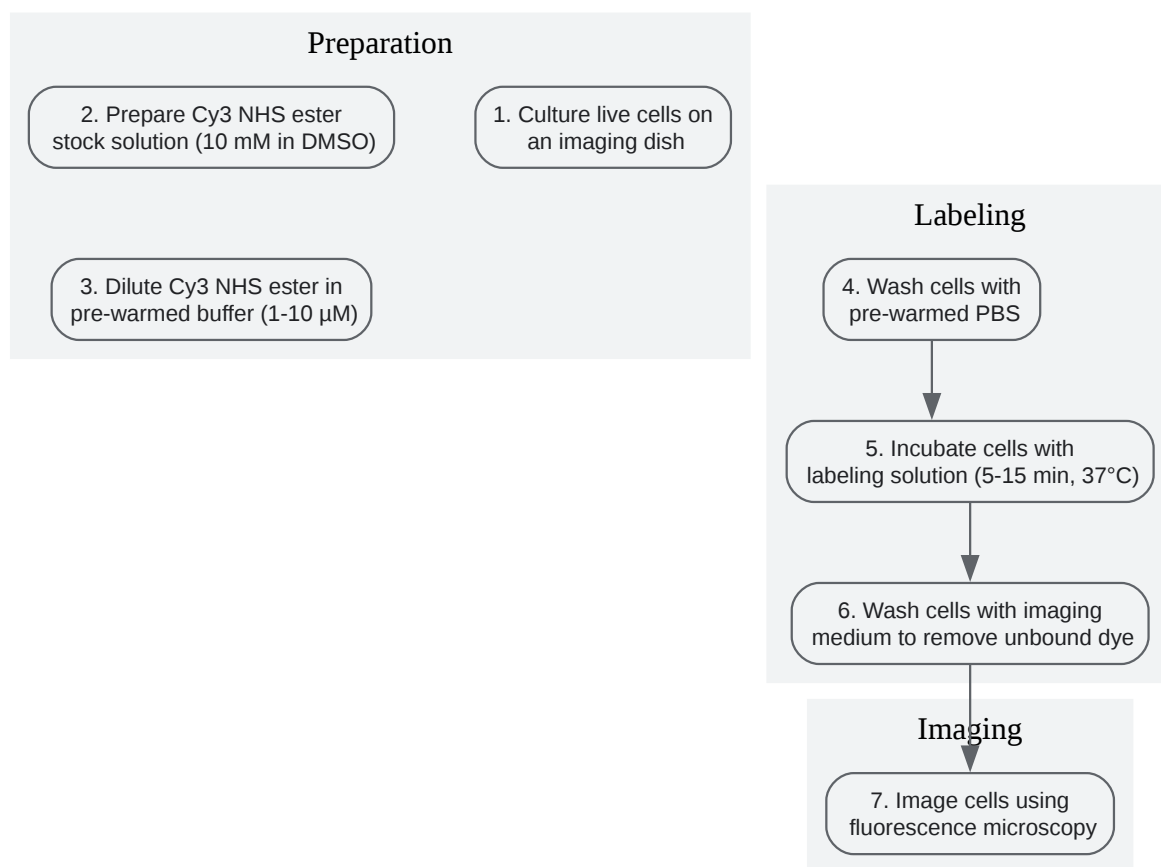 Preparation
2. Prepare Cy3 NHS ester
stock solution (10 mM in DMSO)
1. Culture live cells on
an imaging dish
3. Dilute Cy3 NHS ester in
pre-warmed buffer (1-10 µM)
Labeling
4. Wash cells with
pre-warmed PBS
5. Incubate cells with
labeling solution (5-15 min, 37°C)
6. Wash cells with imaging
medium to remove unbound dye
Imaging
7. Image cells using
fluorescence microscopy